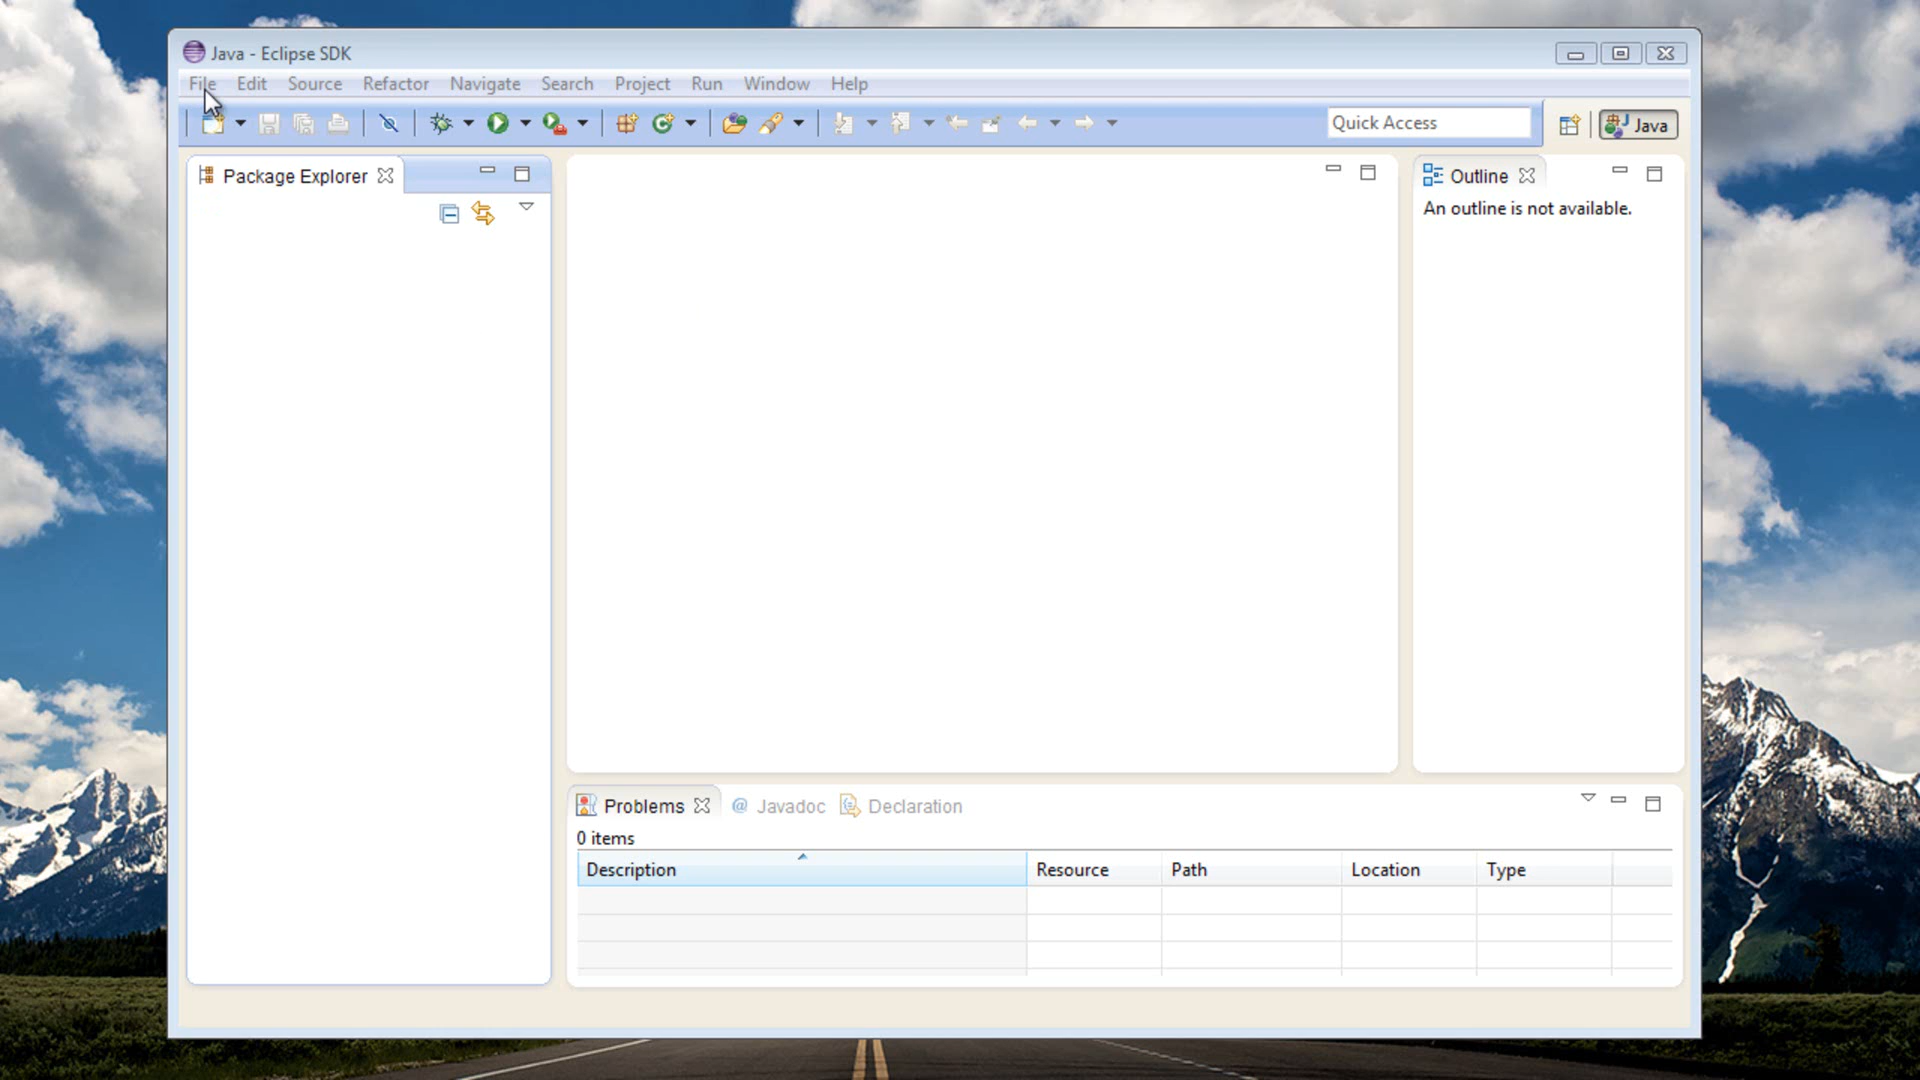 Java - Eclipse SDK
File Edit Source Refactor Navigate Search Project Run Window Help
Quick Access
Java
Package Explorer
Outline
An outline is not available.
Problems @ Javadoc Declaration
0 items
Description Resource Path Location Type